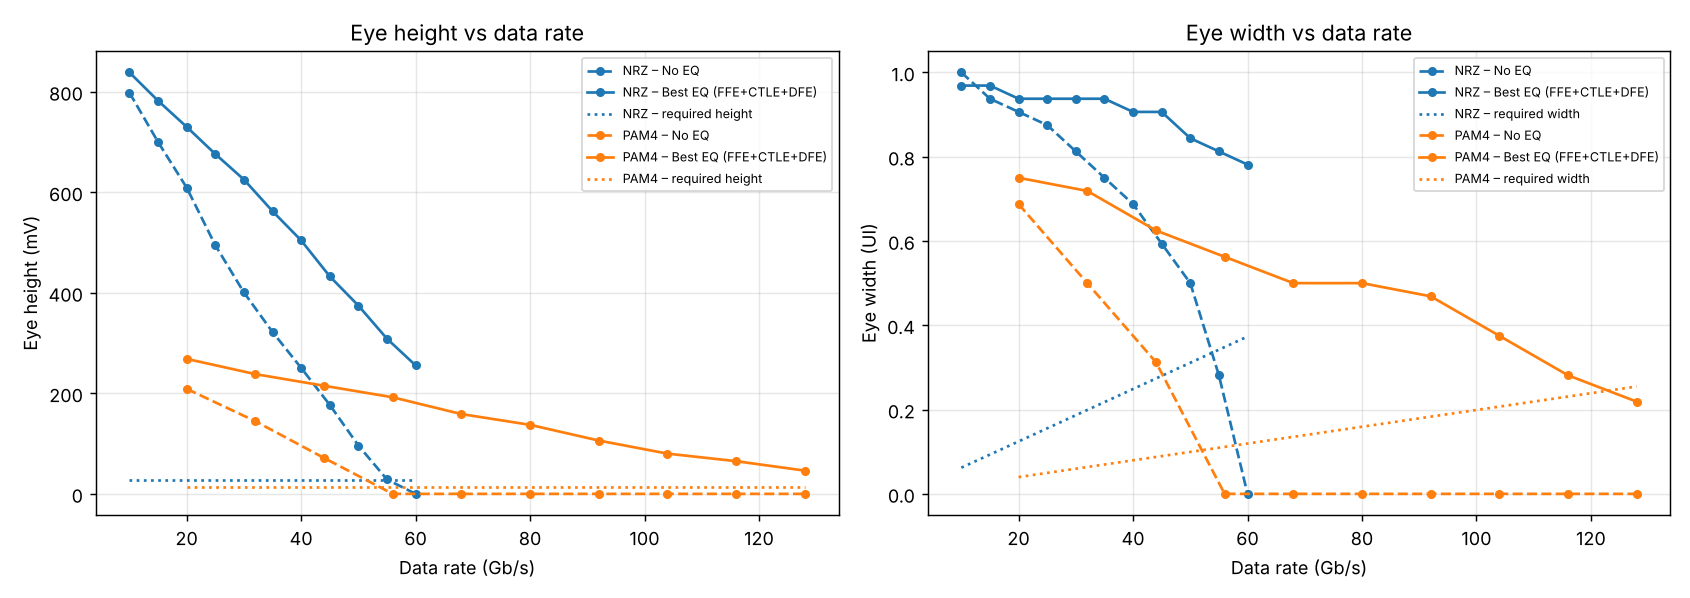 Eye height vs data rate
Eye height (mV)
800
600
400
200
0
NRZ – No EQ
NRZ – Best EQ (FFE+CTLE+DFE)
NRZ – required height
PAM4 – No EQ
PAM4 – Best EQ (FFE+CTLE+DFE)
PAM4 – required height
20 40 60 80 100 120
Data rate (Gb/s)
Eye width vs data rate
Eye width (UI)
1.0
0.8
0.6
0.4
0.2
0.0
NRZ – No EQ
NRZ – Best EQ (FFE+CTLE+DFE)
NRZ – required width
PAM4 – No EQ
PAM4 – Best EQ (FFE+CTLE+DFE)
PAM4 – required width
20 40 60 80 100 120
Data rate (Gb/s)